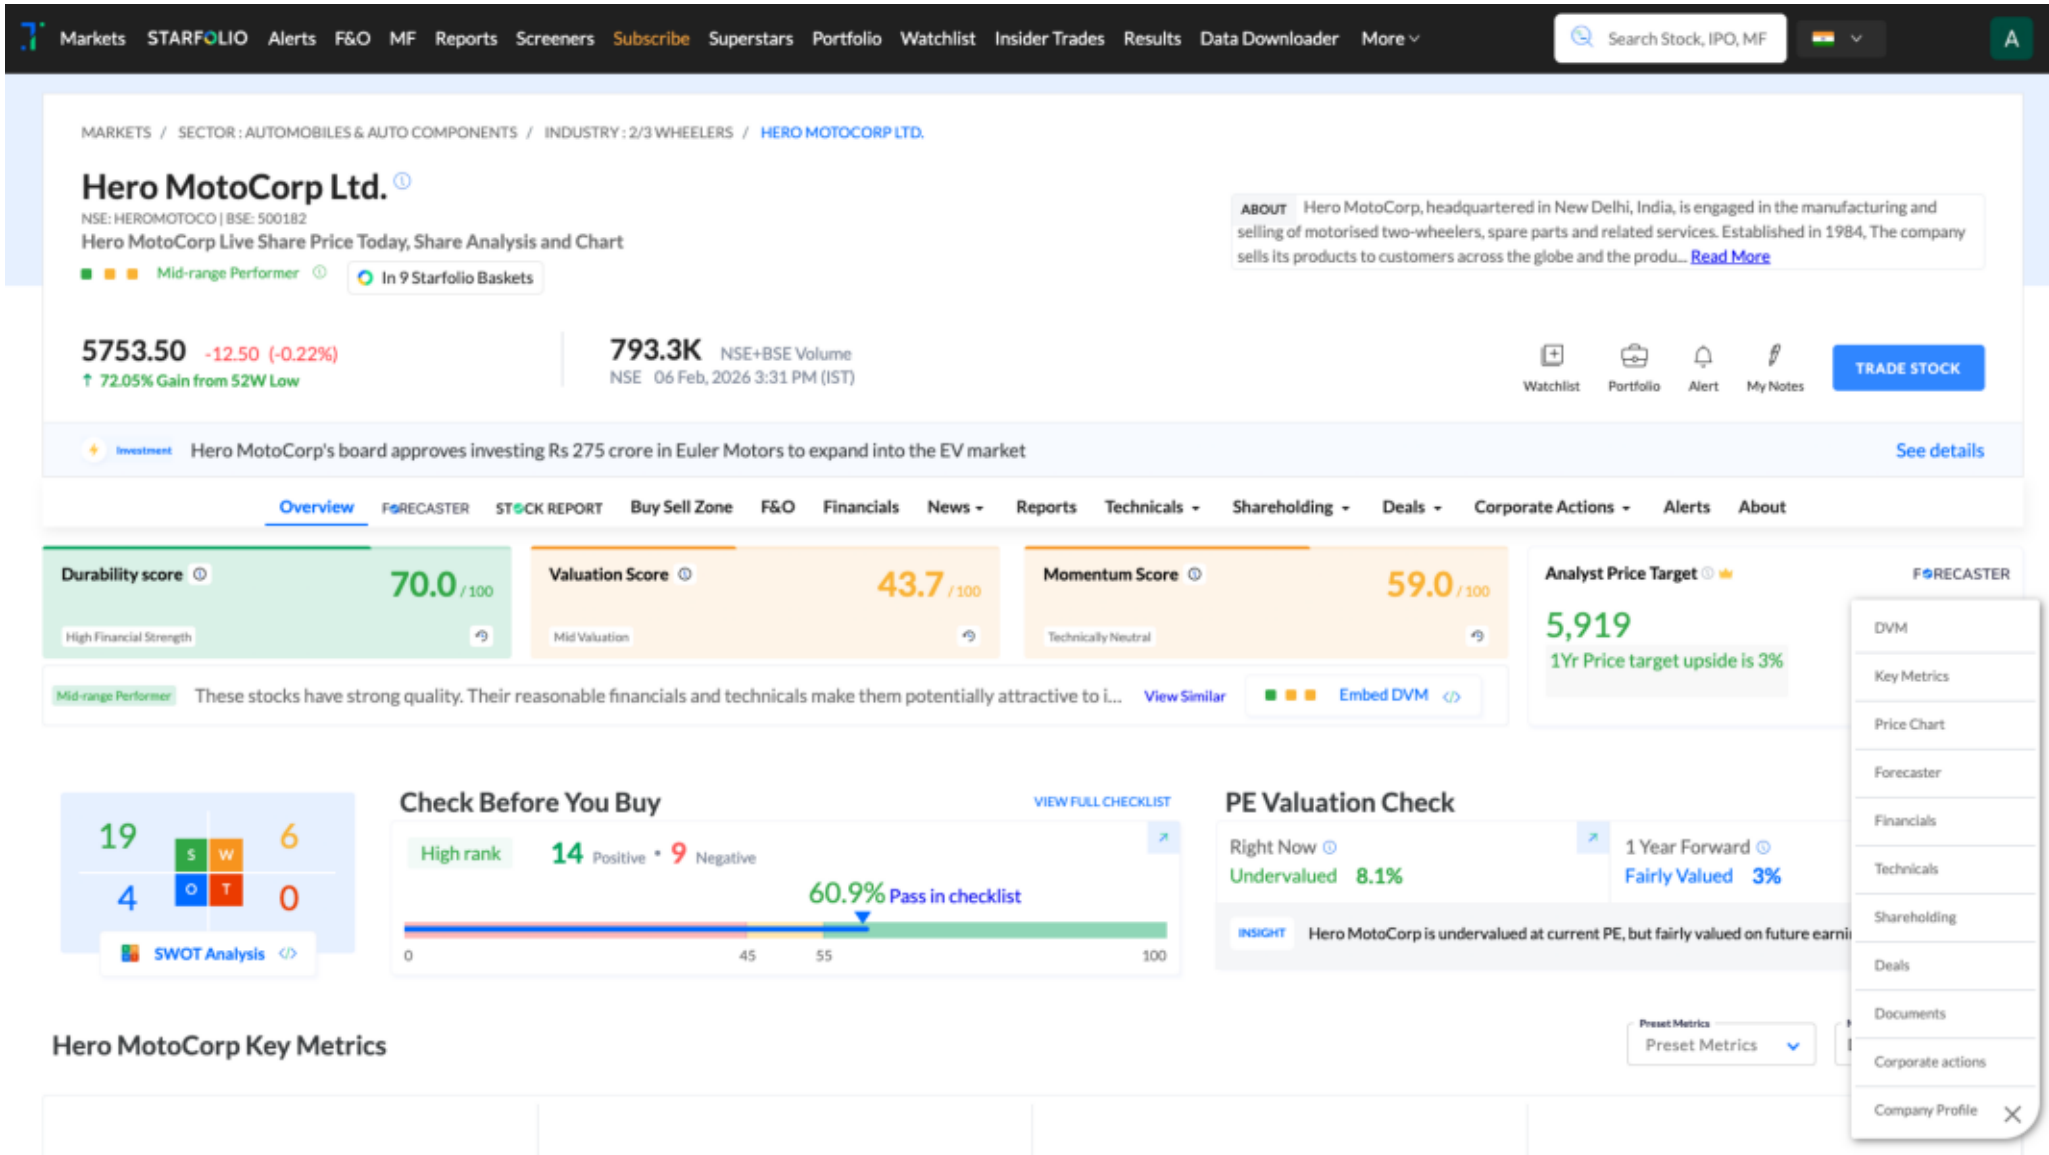 Markets STARFOLIO Alerts F&O MF Reports Screeners Subscribe Superstars Portfolio Watchlist Insider Trades Results Data Downloader More Search Stock, IPO, MF A
MARKETS / SECTOR : AUTOMOBILES & AUTO COMPONENTS / INDUSTRY : 2/3 WHEELERS / HERO MOTOCORP LTD.
Hero MotoCorp Ltd.
NSE: HEROMOTOCO | BSE: 500182
Hero MotoCorp Live Share Price Today, Share Analysis and Chart
Mid-range Performer In 9 Starfolio Baskets
ABOUT Hero MotoCorp, headquartered in New Delhi, India, is engaged in the manufacturing and
selling of motorised two-wheelers, spare parts and related services. Established in 1984, The company
sells its products to customers across the globe and the produ... Read More
5753.50 -12.50 (-0.22%)
↑ 72.05% Gain from 52W Low
793.3K NSE+BSE Volume
NSE 06 Feb, 2026 3:31 PM (IST)
Watchlist Portfolio Alert My Notes TRADE STOCK
Investment Hero MotoCorp's board approves investing Rs 275 crore in Euler Motors to expand into the EV market See details
Overview FORECASTER STOCK REPORT Buy Sell Zone F&O Financials News Reports Technicals Shareholding Deals Corporate Actions Alerts About
Durability score 70.0 / 100
High Financial Strength
Valuation Score 43.7 / 100
Mid Valuation
Momentum Score 59.0 / 100
Technically Neutral
Analyst Price Target FORECASTER
5,919
1Yr Price target upside is 3%
Mid-range Performer These stocks have strong quality. Their reasonable financials and technicals make them potentially attractive to i... View Similar Embed DVM </>
19 S W 6
4 O T 0
SWOT Analysis </>
Check Before You Buy VIEW FULL CHECKLIST
High rank 14 Positive • 9 Negative
60.9% Pass in checklist
0 45 55 100
PE Valuation Check
Right Now
Undervalued 8.1%
1 Year Forward
Fairly Valued 3%
INSIGHT Hero MotoCorp is undervalued at current PE, but fairly valued on future earni
Hero MotoCorp Key Metrics
Preset Metrics
Preset Metrics
DVM
Key Metrics
Price Chart
Forecaster
Financials
Technicals
Shareholding
Deals
Documents
Corporate actions
Company Profile